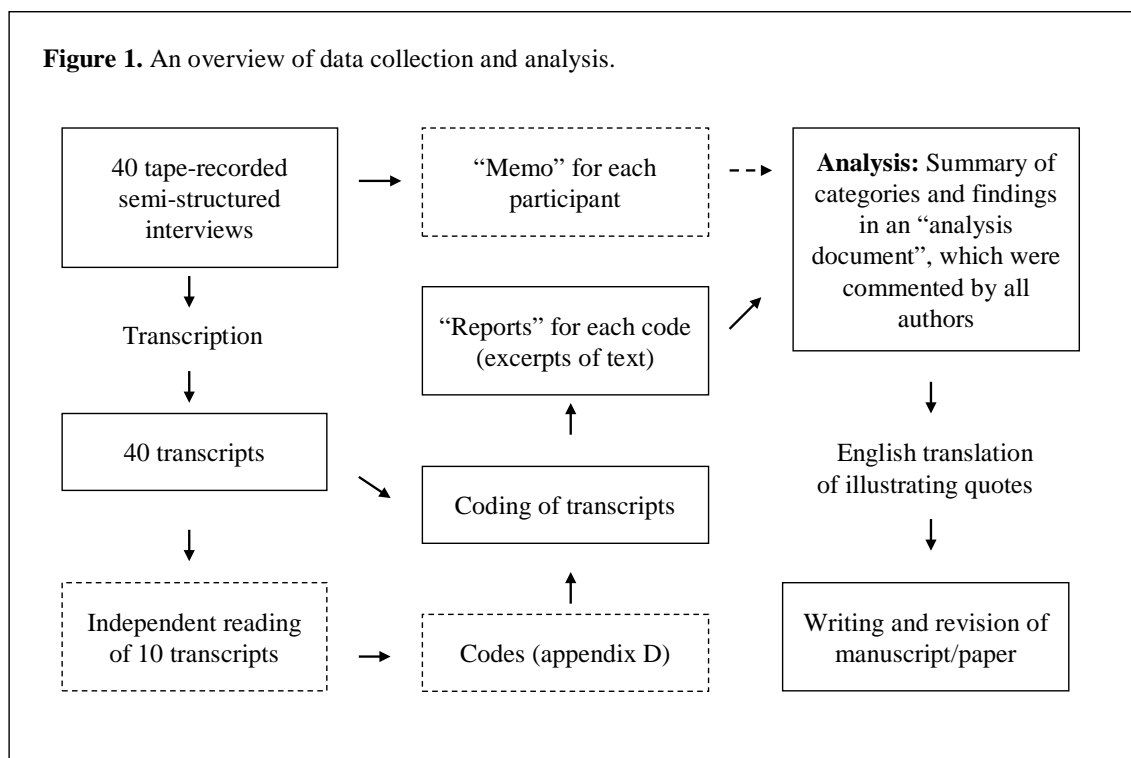 Figure 1. An overview of data collection and analysis.
40 tape-recorded
semi-structured
interviews
“Memo” for each
participant
Analysis: Summary of
categories and findings
in an “analysis
document”, which were
commented by all
authors
Transcription
“Reports” for each code
(excerpts of text)
40 transcripts
Coding of transcripts
English translation
of illustrating quotes
Independent reading
of 10 transcripts
Codes (appendix D)
Writing and revision of
manuscript/paper